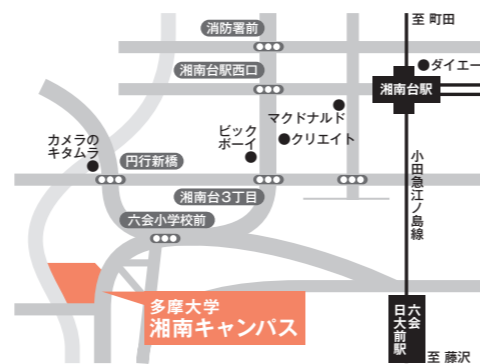 至 町田
消防署前
ダイエー
湘南台駅西口
湘南台駅
マクドナルド
ビック
ボーイ
クリエイト
カメラの
キタムラ
円行新橋
小田急江ノ島線
湘南台3丁目
六会小学校前
多摩大学
湘南キャンパス
六会
日大前駅
至 藤沢